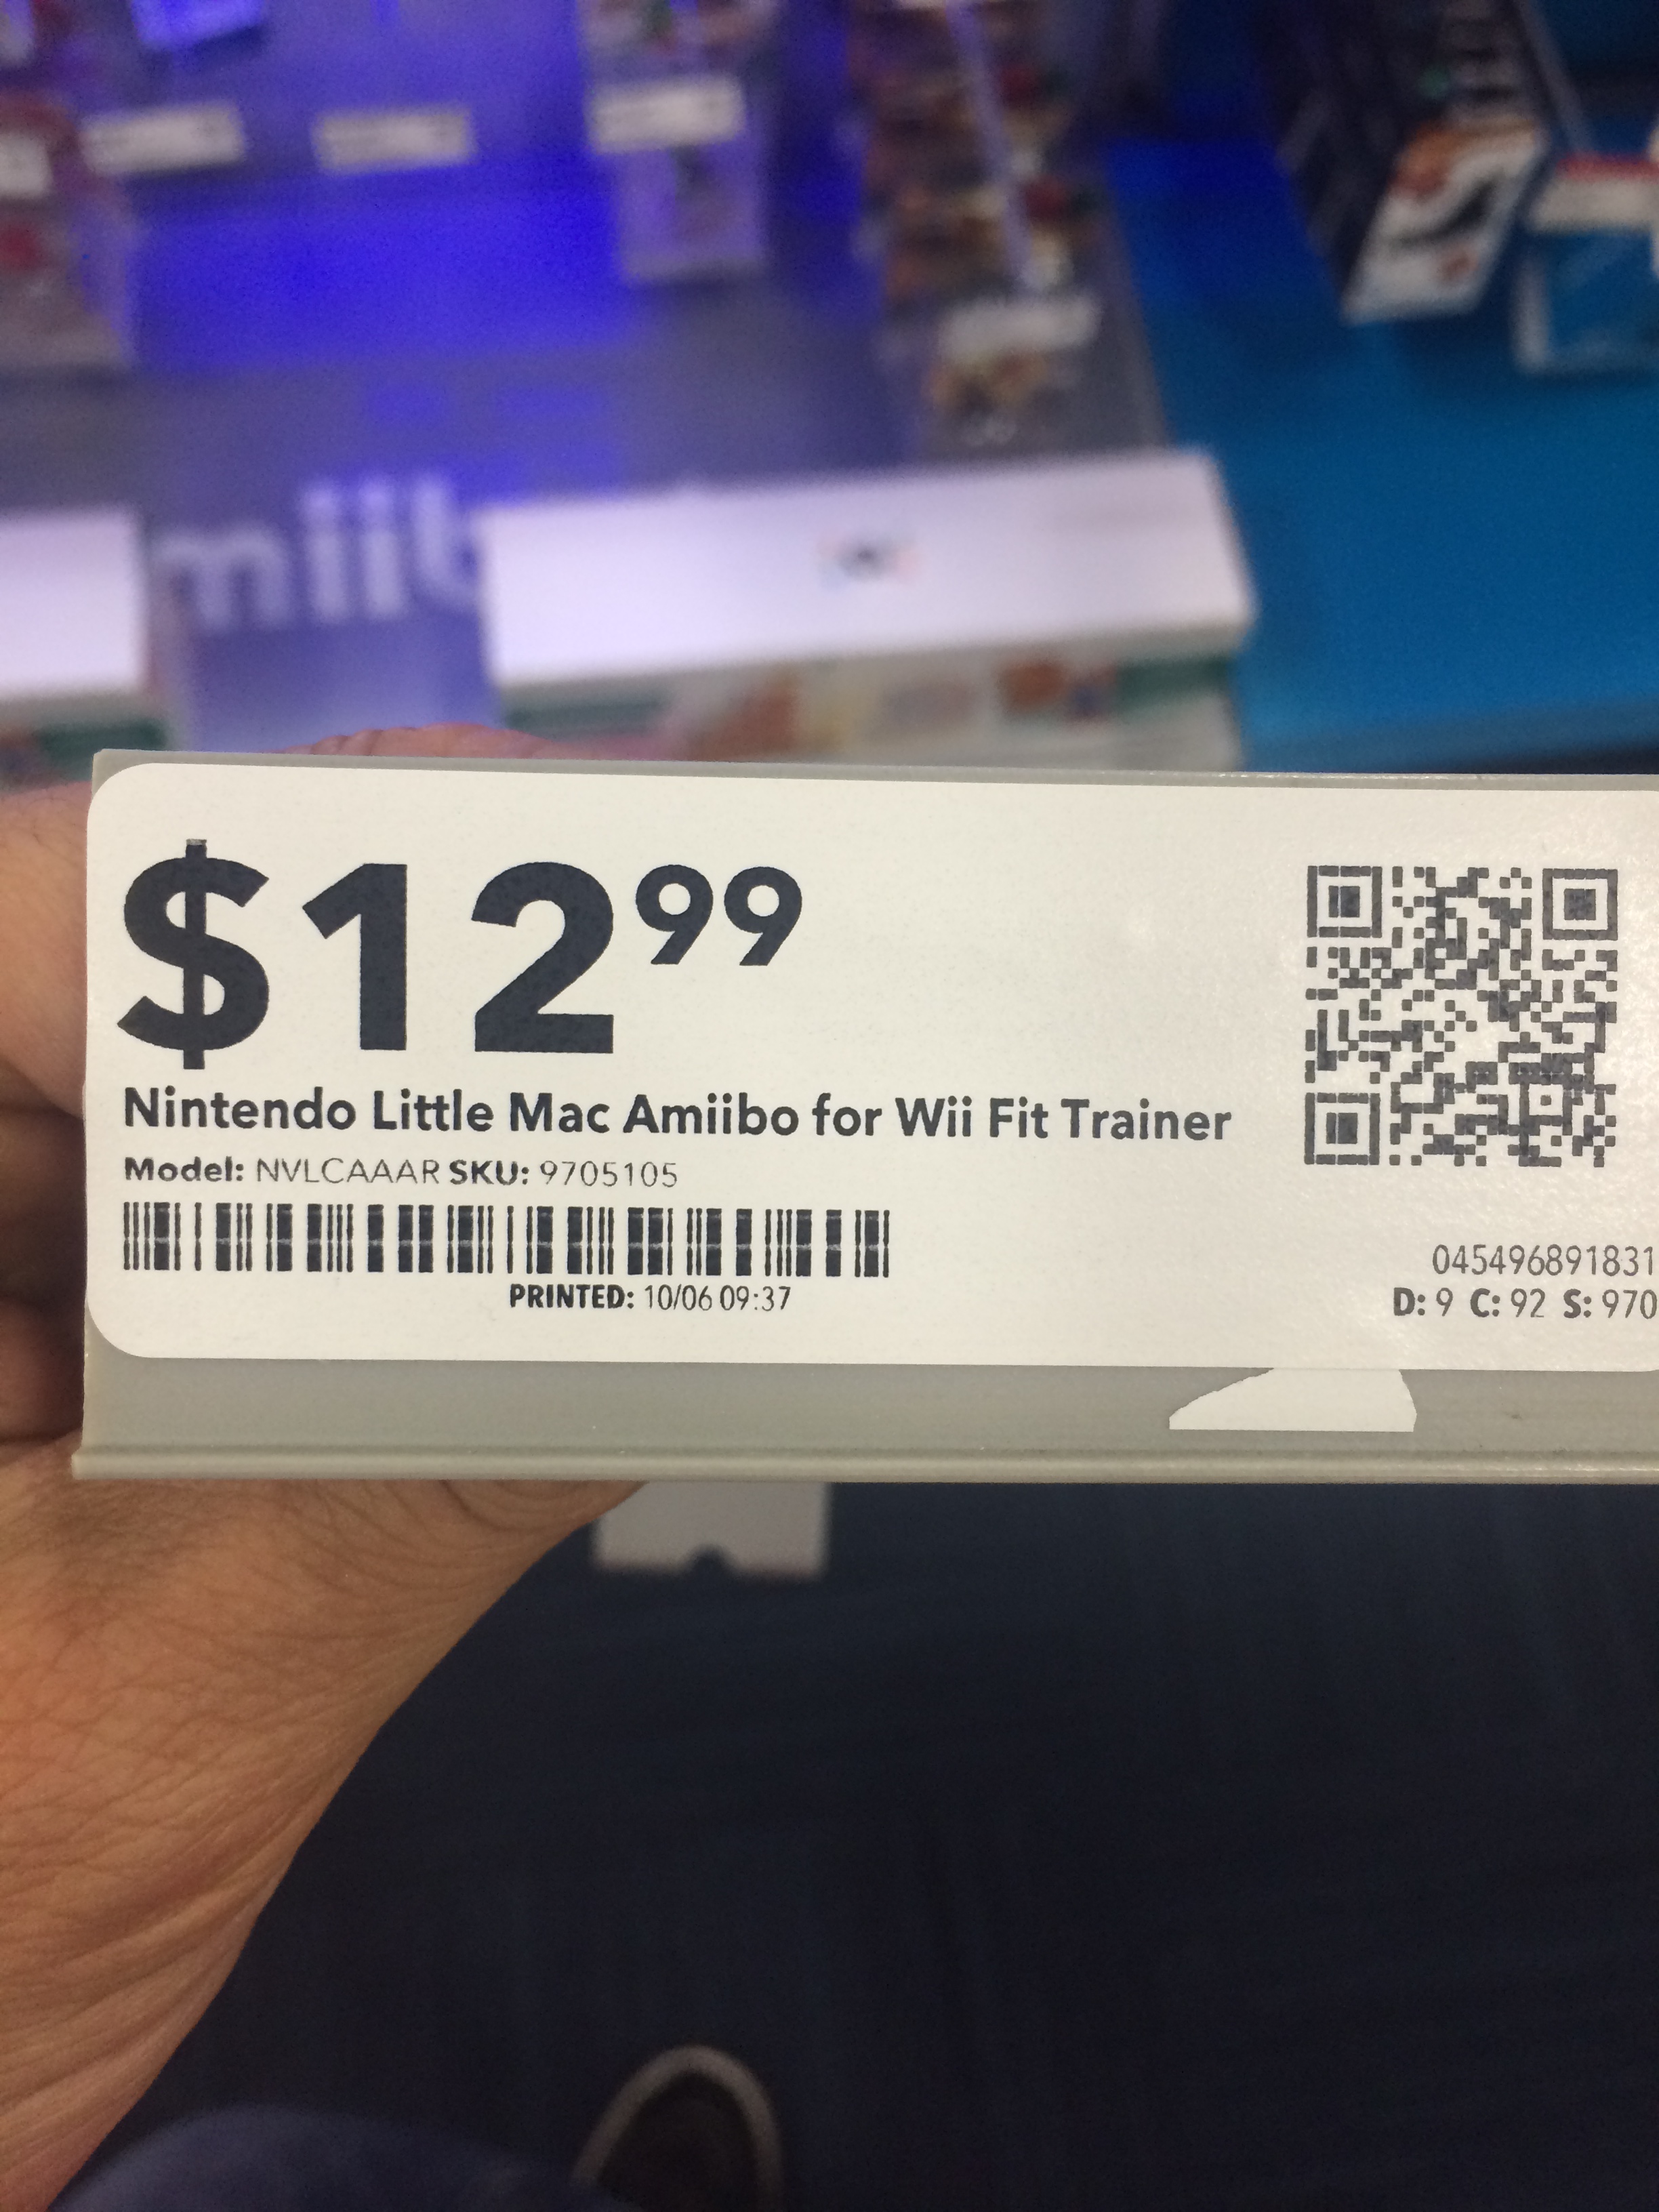 miib
$12.99
Nintendo Little Mac Amiibo for Wii Fit Trainer
Model: NVLCAAAR SKU: 9705105
PRINTED: 10/06 09:37
045496891831
D: 9 C: 92 S: 970